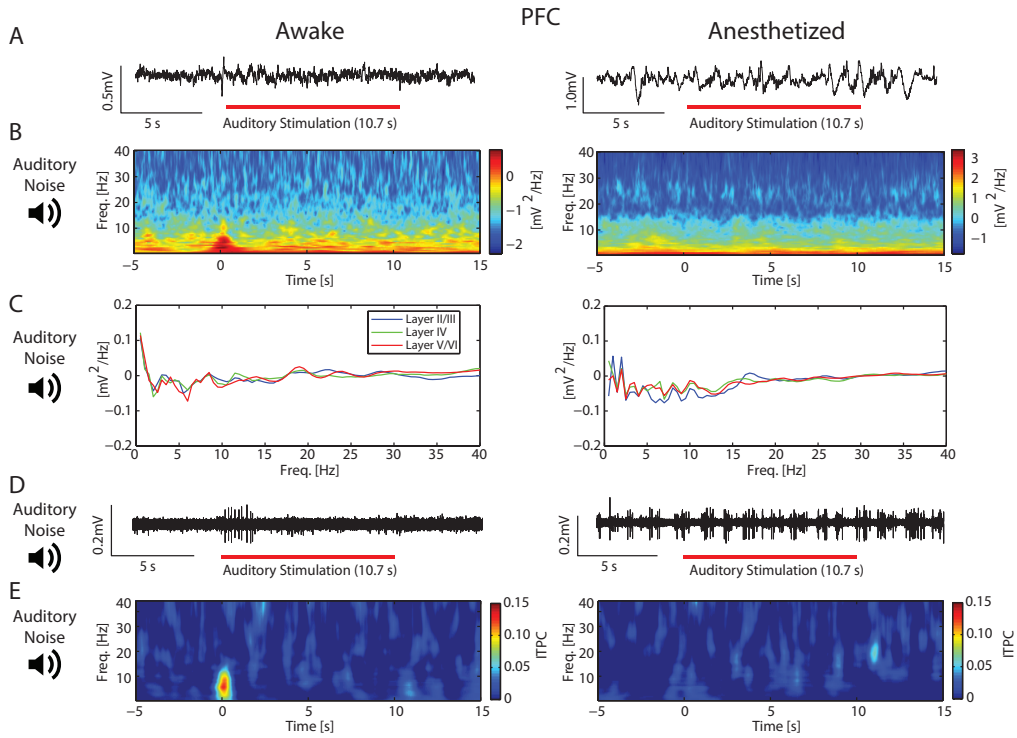 PFC
Awake
Anesthetized
A
0.5mV
5 s
Auditory Stimulation (10.7 s)
1.0mV
5 s
Auditory Stimulation (10.7 s)
B
Auditory
Noise
Freq. [Hz]
40
30
20
10
−5
0
5
10
15
Time [s]
0
−1
−2
[mV²/Hz]
Freq. [Hz]
40
30
20
10
−5
0
5
10
15
Time [s]
3
2
1
0
−1
[mV²/Hz]
C
Auditory
Noise
[mV²/Hz]
0.2
0.1
0
−0.1
−0.2
0
5
10
15
20
25
30
35
40
Freq. [Hz]
Layer II/III
Layer IV
Layer V/VI
[mV²/Hz]
0.2
0.1
0
−0.1
−0.2
0
5
10
15
20
25
30
35
40
Freq. [Hz]
D
Auditory
Noise
0.2mV
5 s
Auditory Stimulation (10.7 s)
0.2mV
5 s
Auditory Stimulation (10.7 s)
E
Auditory
Noise
Freq. [Hz]
40
30
20
10
−5
0
5
10
15
Time [s]
0.15
0.10
0.05
0
ITPC
Freq. [Hz]
40
30
20
10
−5
0
5
10
15
Time [s]
0.15
0.10
0.05
0
ITPC